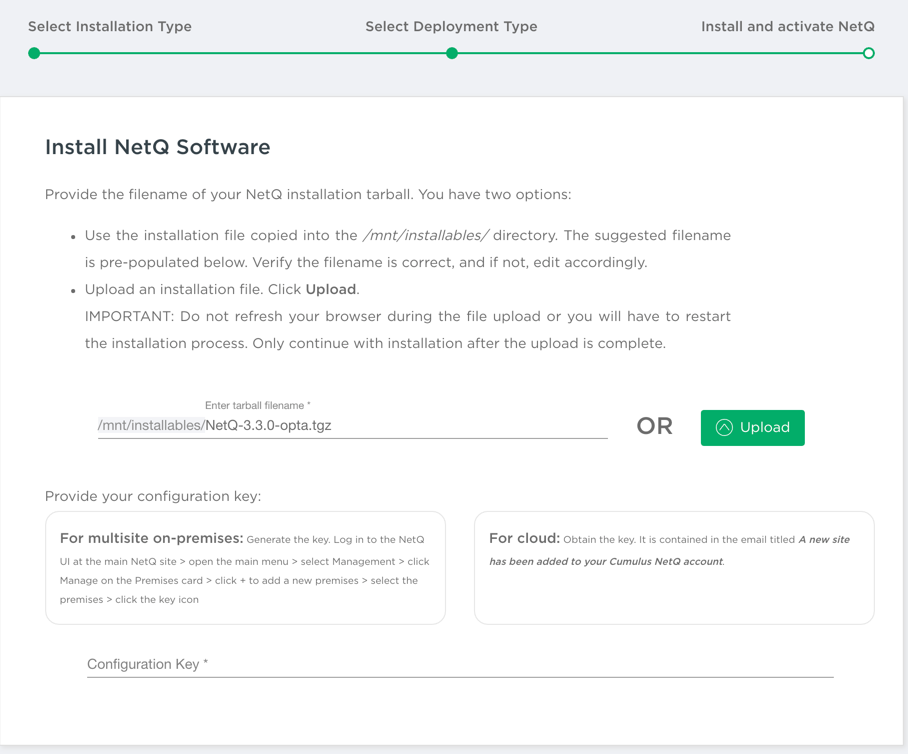 Select Installation Type
Select Deployment Type
Install and activate NetQ
Install NetQ Software
Provide the filename of your NetQ installation tarball. You have two options:
• Use the installation file copied into the /mnt/installables/ directory. The suggested filename
is pre-populated below. Verify the filename is correct, and if not, edit accordingly.
• Upload an installation file. Click Upload.
IMPORTANT: Do not refresh your browser during the file upload or you will have to restart
the installation process. Only continue with installation after the upload is complete.
Enter tarball filename *
/mnt/installables/NetQ-3.3.0-opta.tgz
OR
Upload
Provide your configuration key:
For multisite on-premises: Generate the key. Log in to the NetQ
UI at the main NetQ site > open the main menu > select Management > click
Manage on the Premises card > click + to add a new premises > select the
premises > click the key icon
For cloud: Obtain the key. It is contained in the email titled A new site
has been added to your Cumulus NetQ account.
Configuration Key *